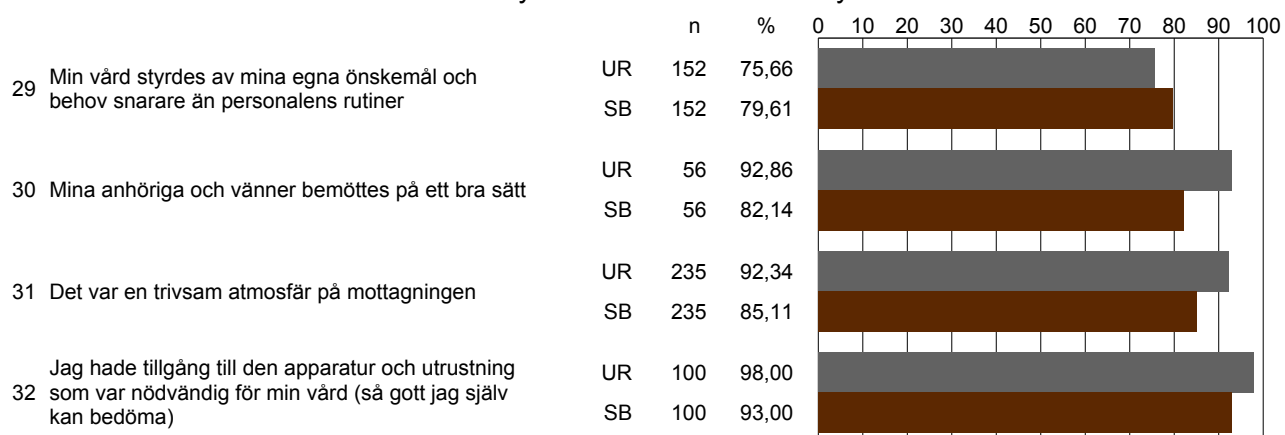 n % 0 10 20 30 40 50 60 70 80 90 100
29 Min vård styrdes av mina egna önskemål och
behov snarare än personalens rutiner
UR 152 75,66
SB 152 79,61
30 Mina anhöriga och vänner bemöttes på ett bra sätt
UR 56 92,86
SB 56 82,14
31 Det var en trivsam atmosfär på mottagningen
UR 235 92,34
SB 235 85,11
Jag hade tillgång till den apparatur och utrustning
32 som var nödvändig för min vård (så gott jag själv
kan bedöma)
UR 100 98,00
SB 100 93,00